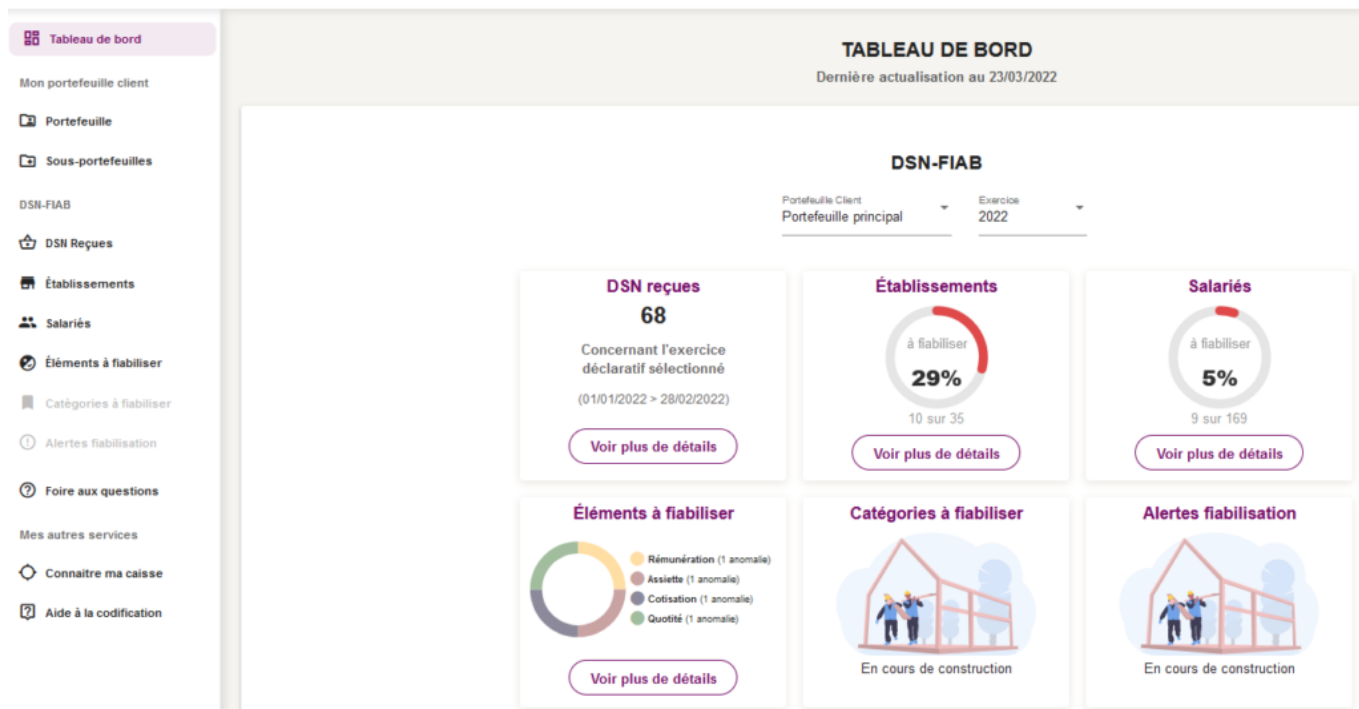 Tableau de bord
Mon portefeuille client
Portefeuille
Sous-portefeuilles
DSN-FIAB
DSN Reçues
Établissements
Salariés
Éléments à fiabiliser
Catégories à fiabiliser
Alertes fiabilisation
Foire aux questions
Mes autres services
Connaitre ma caisse
Aide à la codification
TABLEAU DE BORD
Dernière actualisation au 23/03/2022
DSN-FIAB
Portefeuille Client
Portefeuille principal
Exercice
2022
DSN reçues
68
Concernant l'exercice
déclaratif sélectionné
(01/01/2022 > 28/02/2022)
Voir plus de détails
Établissements
à fiabiliser
29%
10 sur 35
Voir plus de détails
Salariés
à fiabiliser
5%
9 sur 169
Voir plus de détails
Éléments à fiabiliser
Rémunération (1 anomalie)
Assiette (1 anomalie)
Cotisation (1 anomalie)
Quotité (1 anomalie)
Voir plus de détails
Catégories à fiabiliser
En cours de construction
Alertes fiabilisation
En cours de construction